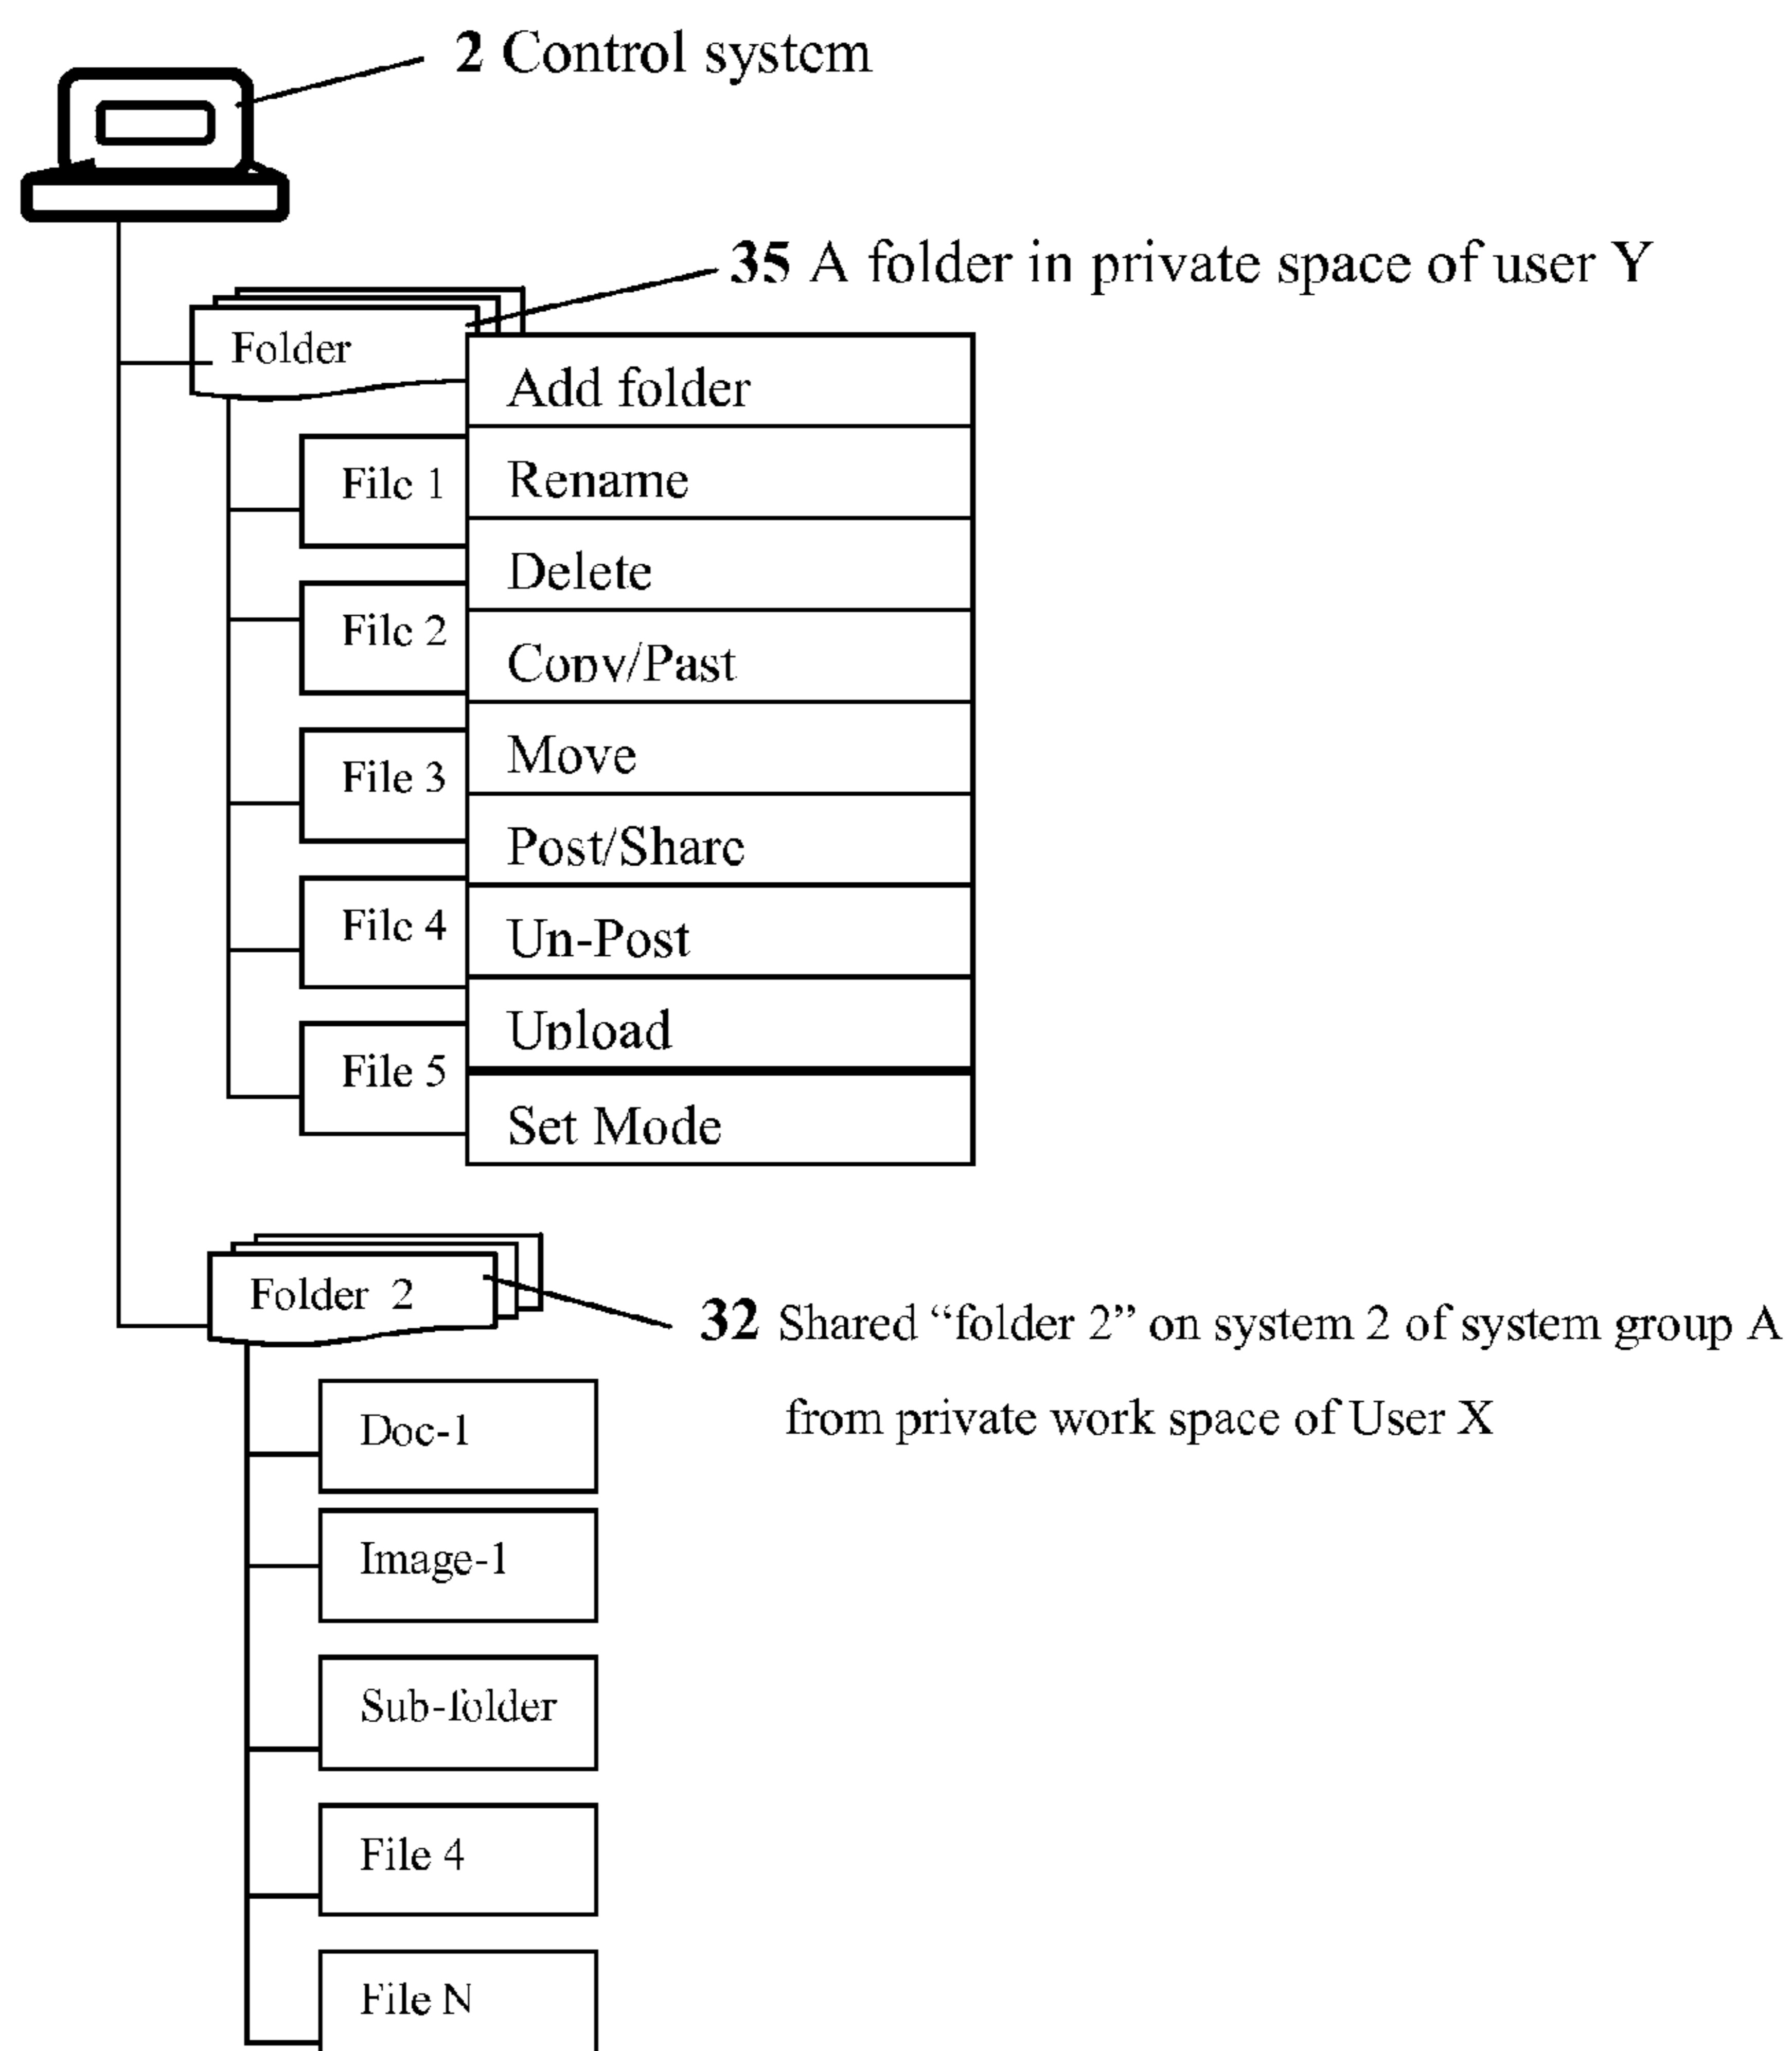 2 Control system
35 A folder in private space of user Y
Folder
Add folder
File 1
Rename
Delete
File 2
Copy/Past
Move
File 3
Post/Share
File 4
Un-Post
Upload
File 5
Set Mode
Folder 2
32 Shared “folder 2” on system 2 of system group A
from private work space of User X
Doc-1
Image-1
Sub-folder
File 4
File N